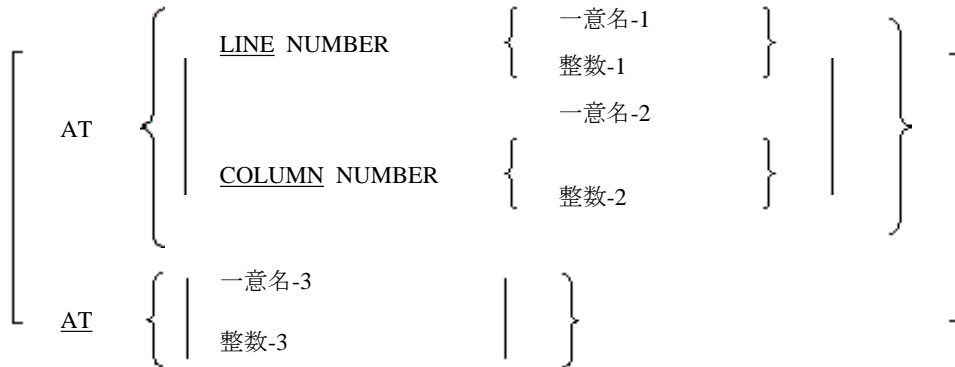 一意名-1
LINE NUMBER
整数-1
一意名-2
AT
COLUMN NUMBER
整数-2
一意名-3
AT
整数-3